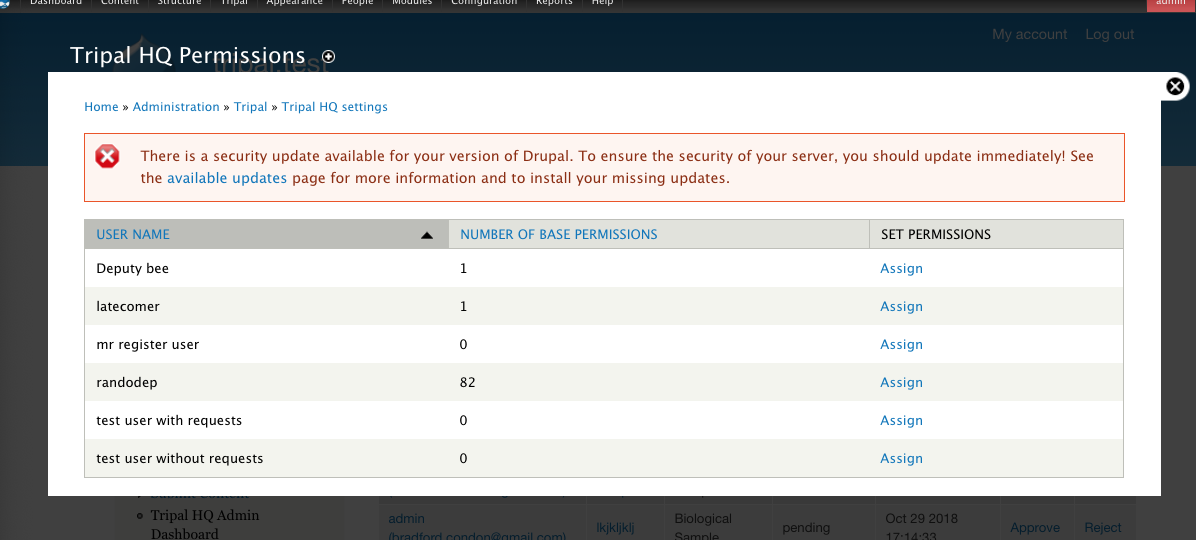 Dashboard Content Structure Tripal Appearance People Modules Configuration Reports Help admin
My account Log out
Tripal HQ Permissions
tripal.test
Home » Administration » Tripal » Tripal HQ settings
There is a security update available for your version of Drupal. To ensure the security of your server, you should update immediately! See
the available updates page for more information and to install your missing updates.
USER NAME NUMBER OF BASE PERMISSIONS SET PERMISSIONS
Deputy bee 1 Assign
latecomer 1 Assign
mr register user 0 Assign
randodep 82 Assign
test user with requests 0 Assign
test user without requests 0 Assign
Submit Content
Tripal HQ Admin
Dashboard
admin
(bradford.condon@gmail.com)
lkjkljklj
Biological
Sample
pending
Oct 29 2018
17:14:33
Approve
Reject